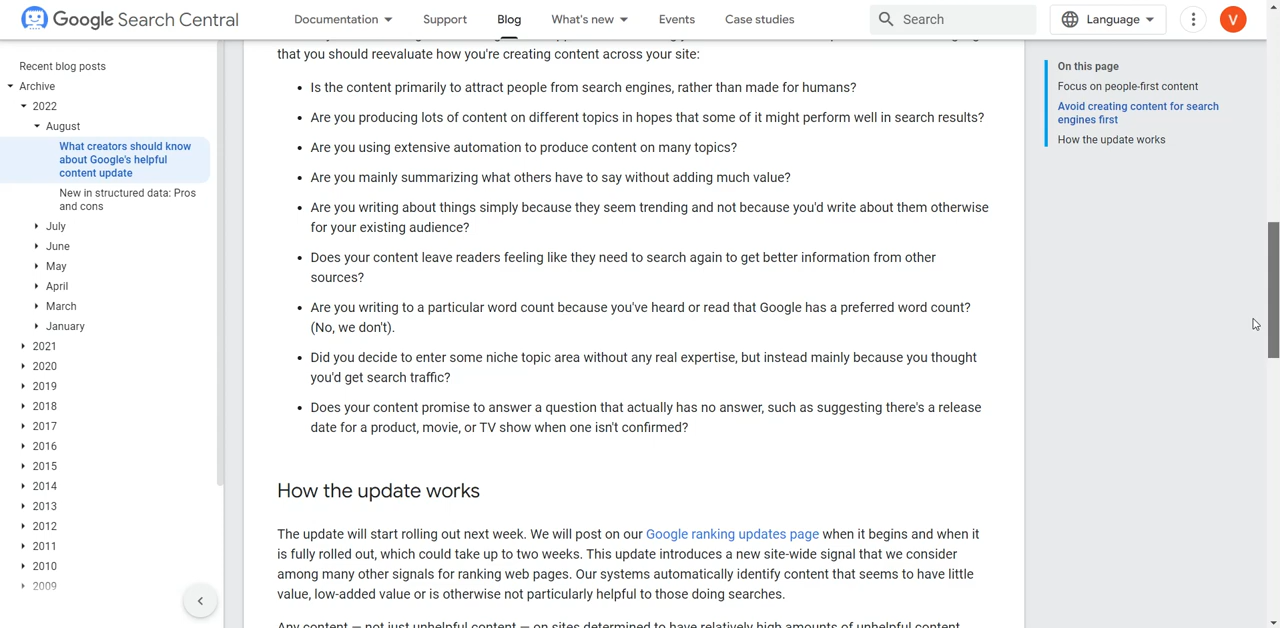 Google Search Central
Documentation
Support
Blog
What's new
Events
Case studies
Search
Language
V
Recent blog posts
Archive
2022
August
What creators should know
about Google's helpful
content update
New in structured data: Pros
and cons
July
June
May
April
March
January
2021
2020
2019
2018
2017
2016
2015
2014
2013
2012
2011
2010
2009
that you should reevaluate how you're creating content across your site:
Is the content primarily to attract people from search engines, rather than made for humans?
Are you producing lots of content on different topics in hopes that some of it might perform well in search results?
Are you using extensive automation to produce content on many topics?
Are you mainly summarizing what others have to say without adding much value?
Are you writing about things simply because they seem trending and not because you'd write about them otherwise
for your existing audience?
Does your content leave readers feeling like they need to search again to get better information from other
sources?
Are you writing to a particular word count because you've heard or read that Google has a preferred word count?
(No, we don't).
Did you decide to enter some niche topic area without any real expertise, but instead mainly because you thought
you'd get search traffic?
Does your content promise to answer a question that actually has no answer, such as suggesting there's a release
date for a product, movie, or TV show when one isn't confirmed?
How the update works
The update will start rolling out next week. We will post on our Google ranking updates page when it begins and when it
is fully rolled out, which could take up to two weeks. This update introduces a new site-wide signal that we consider
among many other signals for ranking web pages. Our systems automatically identify content that seems to have little
value, low-added value or is otherwise not particularly helpful to those doing searches.
Any content — not just unhelpful content — on sites determined to have relatively high amounts of unhelpful content
On this page
Focus on people-first content
Avoid creating content for search
engines first
How the update works